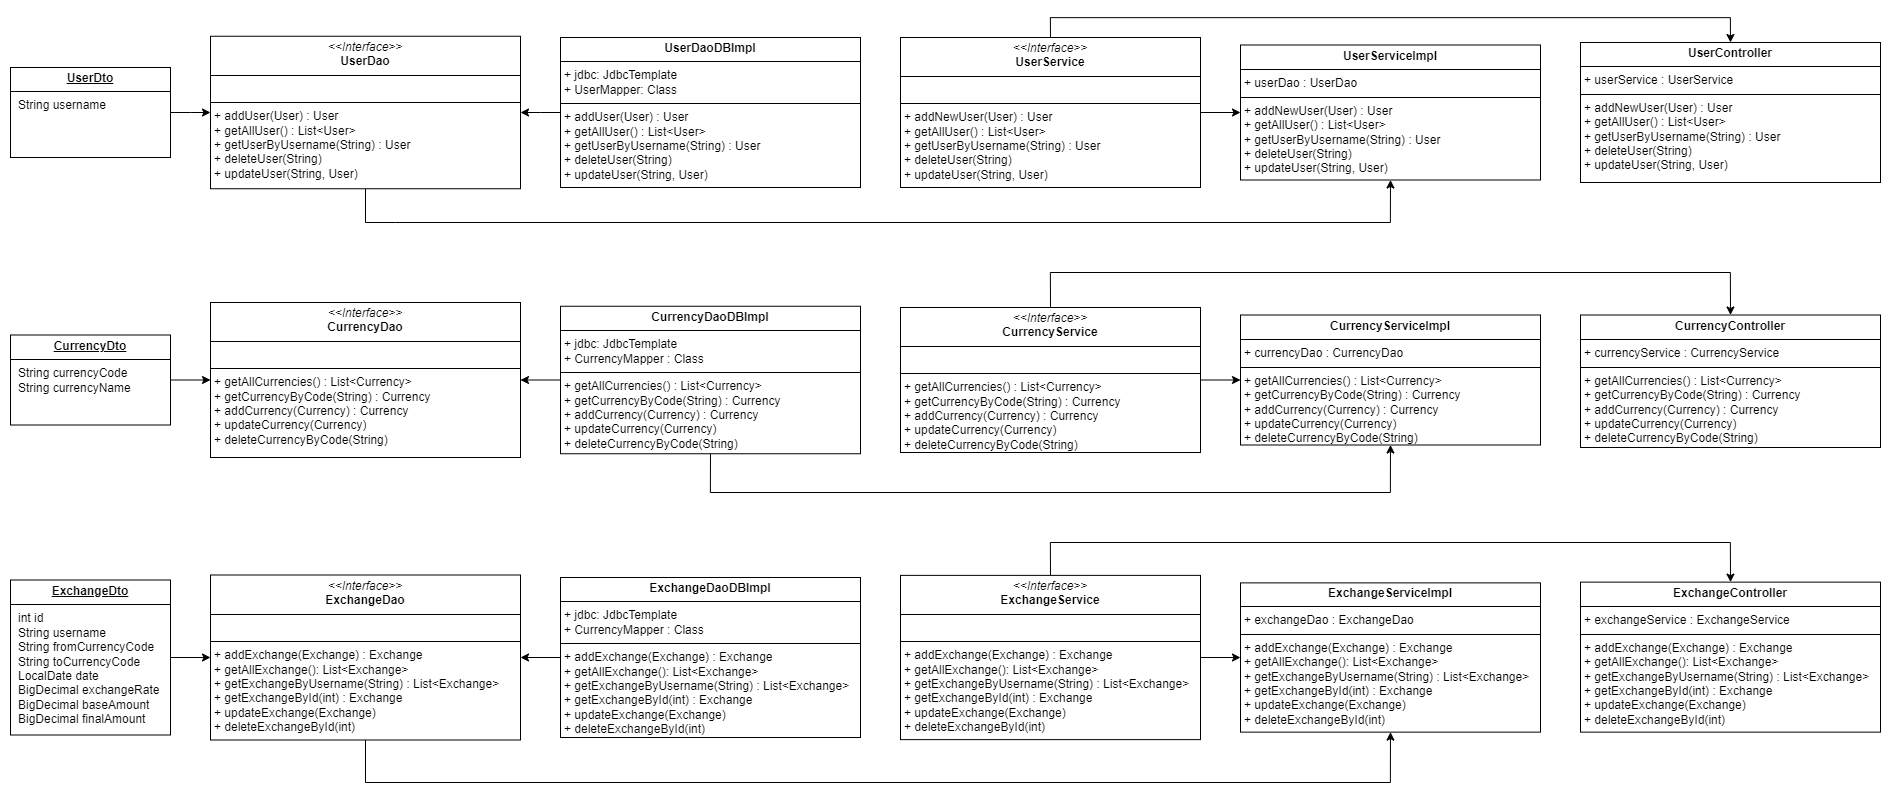 UserDto
String username
<<Interface>>
UserDao
+ addUser(User) : User
+ getAllUser() : List<User>
+ getUserByUsername(String) : User
+ deleteUser(String)
+ updateUser(String, User)
UserDaoDBImpl
+ jdbc: JdbcTemplate
+ UserMapper: Class
+ addUser(User) : User
+ getAllUser() : List<User>
+ getUserByUsername(String) : User
+ deleteUser(String)
+ updateUser(String, User)
<<Interface>>
UserService
+ addNewUser(User) : User
+ getAllUser() : List<User>
+ getUserByUsername(String) : User
+ deleteUser(String)
+ updateUser(String, User)
UserServiceImpl
+ userDao : UserDao
+ addNewUser(User) : User
+ getAllUser() : List<User>
+ getUserByUsername(String) : User
+ deleteUser(String)
+ updateUser(String, User)
UserController
+ userService : UserService
+ addNewUser(User) : User
+ getAllUser() : List<User>
+ getUserByUsername(String) : User
+ deleteUser(String)
+ updateUser(String, User)
CurrencyDto
String currencyCode
String currencyName
<<Interface>>
CurrencyDao
+ getAllCurrencies() : List<Currency>
+ getCurrencyByCode(String) : Currency
+ addCurrency(Currency) : Currency
+ updateCurrency(Currency)
+ deleteCurrencyByCode(String)
CurrencyDaoDBImpl
+ jdbc: JdbcTemplate
+ CurrencyMapper : Class
+ getAllCurrencies() : List<Currency>
+ getCurrencyByCode(String) : Currency
+ addCurrency(Currency) : Currency
+ updateCurrency(Currency)
+ deleteCurrencyByCode(String)
<<Interface>>
CurrencyService
+ getAllCurrencies() : List<Currency>
+ getCurrencyByCode(String) : Currency
+ addCurrency(Currency) : Currency
+ updateCurrency(Currency)
+ deleteCurrencyByCode(String)
CurrencyServiceImpl
+ currencyDao : CurrencyDao
+ getAllCurrencies() : List<Currency>
+ getCurrencyByCode(String) : Currency
+ addCurrency(Currency) : Currency
+ updateCurrency(Currency)
+ deleteCurrencyByCode(String)
CurrencyController
+ currencyService : CurrencyService
+ getAllCurrencies() : List<Currency>
+ getCurrencyByCode(String) : Currency
+ addCurrency(Currency) : Currency
+ updateCurrency(Currency)
+ deleteCurrencyByCode(String)
ExchangeDto
int id
String username
String fromCurrencyCode
String toCurrencyCode
LocalDate date
BigDecimal exchangeRate
BigDecimal baseAmount
BigDecimal finalAmount
<<Interface>>
ExchangeDao
+ addExchange(Exchange) : Exchange
+ getAllExchange(): List<Exchange>
+ getExchangeByUsername(String) : List<Exchange>
+ getExchangeById(int) : Exchange
+ updateExchange(Exchange)
+ deleteExchangeById(int)
ExchangeDaoDBImpl
+ jdbc: JdbcTemplate
+ CurrencyMapper : Class
+ addExchange(Exchange) : Exchange
+ getAllExchange(): List<Exchange>
+ getExchangeByUsername(String) : List<Exchange>
+ getExchangeById(int) : Exchange
+ updateExchange(Exchange)
+ deleteExchangeById(int)
<<Interface>>
ExchangeService
+ addExchange(Exchange) : Exchange
+ getAllExchange(): List<Exchange>
+ getExchangeByUsername(String) : List<Exchange>
+ getExchangeById(int) : Exchange
+ updateExchange(Exchange)
+ deleteExchangeById(int)
ExchangeServiceImpl
+ exchangeDao : ExchangeDao
+ addExchange(Exchange) : Exchange
+ getAllExchange(): List<Exchange>
+ getExchangeByUsername(String) : List<Exchange>
+ getExchangeById(int) : Exchange
+ updateExchange(Exchange)
+ deleteExchangeById(int)
ExchangeController
+ exchangeService : ExchangeService
+ addExchange(Exchange) : Exchange
+ getAllExchange(): List<Exchange>
+ getExchangeByUsername(String) : List<Exchange>
+ getExchangeById(int) : Exchange
+ updateExchange(Exchange)
+ deleteExchangeById(int)